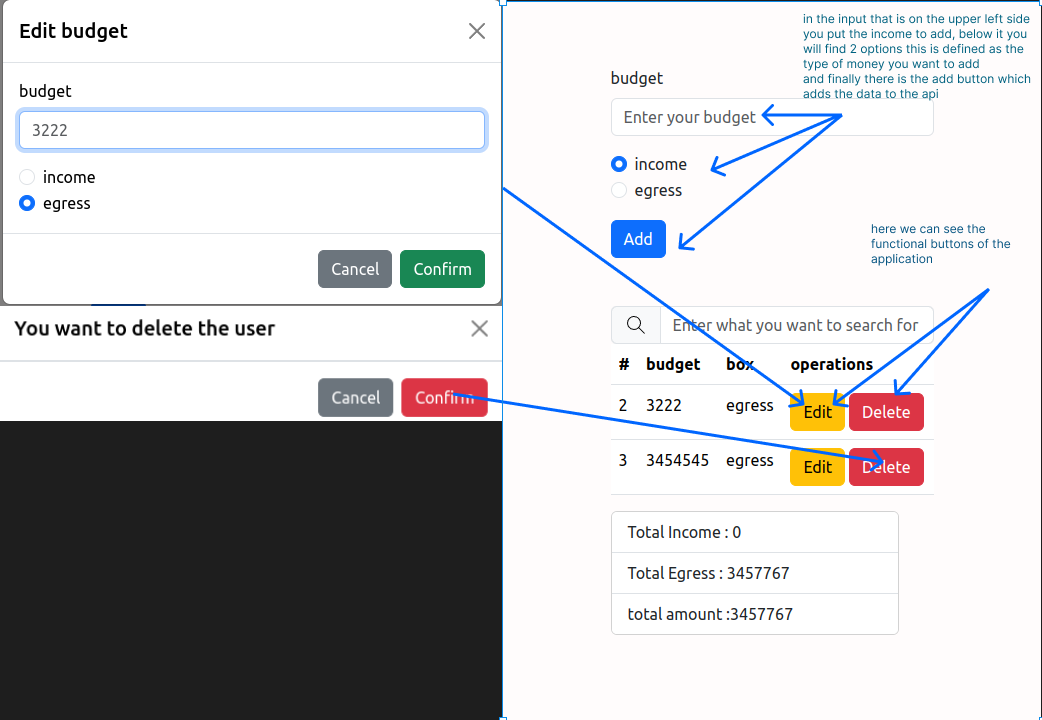 Edit budget
budget
3222
income
egress
Cancel
Confirm
You want to delete the user
Cancel
Confirm
in the input that is on the upper left side
you put the income to add, below it you
will find 2 options this is defined as the
type of money you want to add
and finally there is the add button which
adds the data to the api
budget
Enter your budget
income
egress
Add
here we can see the
functional buttons of the
application
Enter what you want to search for
# budget box operations
2 3222 egress Edit Delete
3 3454545 egress Edit Delete
Total Income : 0
Total Egress : 3457767
total amount :3457767